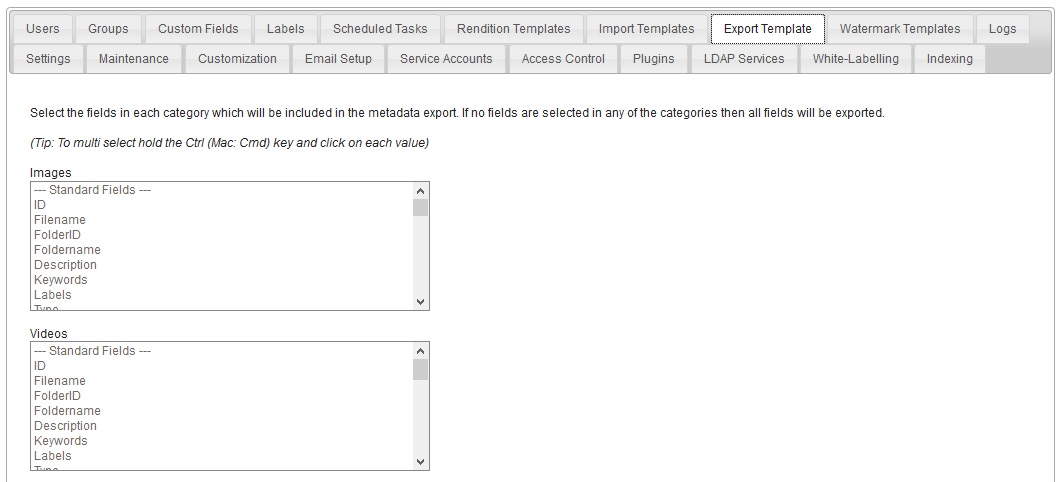 Users Groups Custom Fields Labels Scheduled Tasks Rendition Templates Import Templates Export Template Watermark Templates Logs
Settings Maintenance Customization Email Setup Service Accounts Access Control Plugins LDAP Services White-Labelling Indexing
Select the fields in each category which will be included in the metadata export. If no fields are selected in any of the categories then all fields will be exported.
(Tip: To multi select hold the Ctrl (Mac: Cmd) key and click on each value)
Images
--- Standard Fields ---
ID
Filename
FolderID
Foldername
Description
Keywords
Labels
Type
Videos
--- Standard Fields ---
ID
Filename
FolderID
Foldername
Description
Keywords
Labels
Type